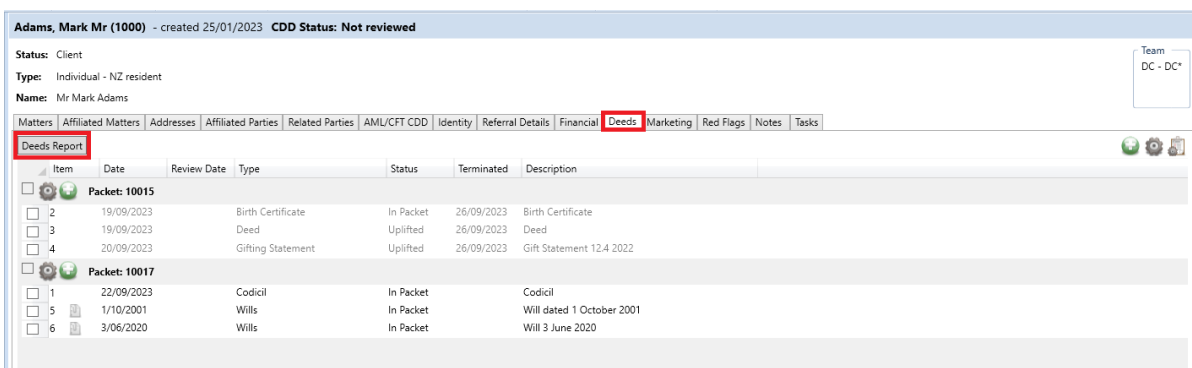 Adams, Mark Mr (1000) - created 25/01/2023 CDD Status: Not reviewed
Status: Client
Team
DC - DC*
Type: Individual - NZ resident
Name: Mr Mark Adams
Matters Affiliated Matters Addresses Affiliated Parties Related Parties AML/CFT CDD Identity Referral Details Financial Deeds Marketing Red Flags Notes Tasks
Deeds Report
Item Date Review Date Type Status Terminated Description
Packet: 10015
2 19/09/2023 Birth Certificate In Packet 26/09/2023 Birth Certificate
3 19/09/2023 Deed Uplifted 26/09/2023 Deed
4 20/09/2023 Gifting Statement Uplifted 26/09/2023 Gift Statement 12.4 2022
Packet: 10017
1 22/09/2023 Codicil In Packet Codicil
5 1/10/2001 Wills In Packet Will dated 1 October 2001
6 3/06/2020 Wills In Packet Will 3 June 2020